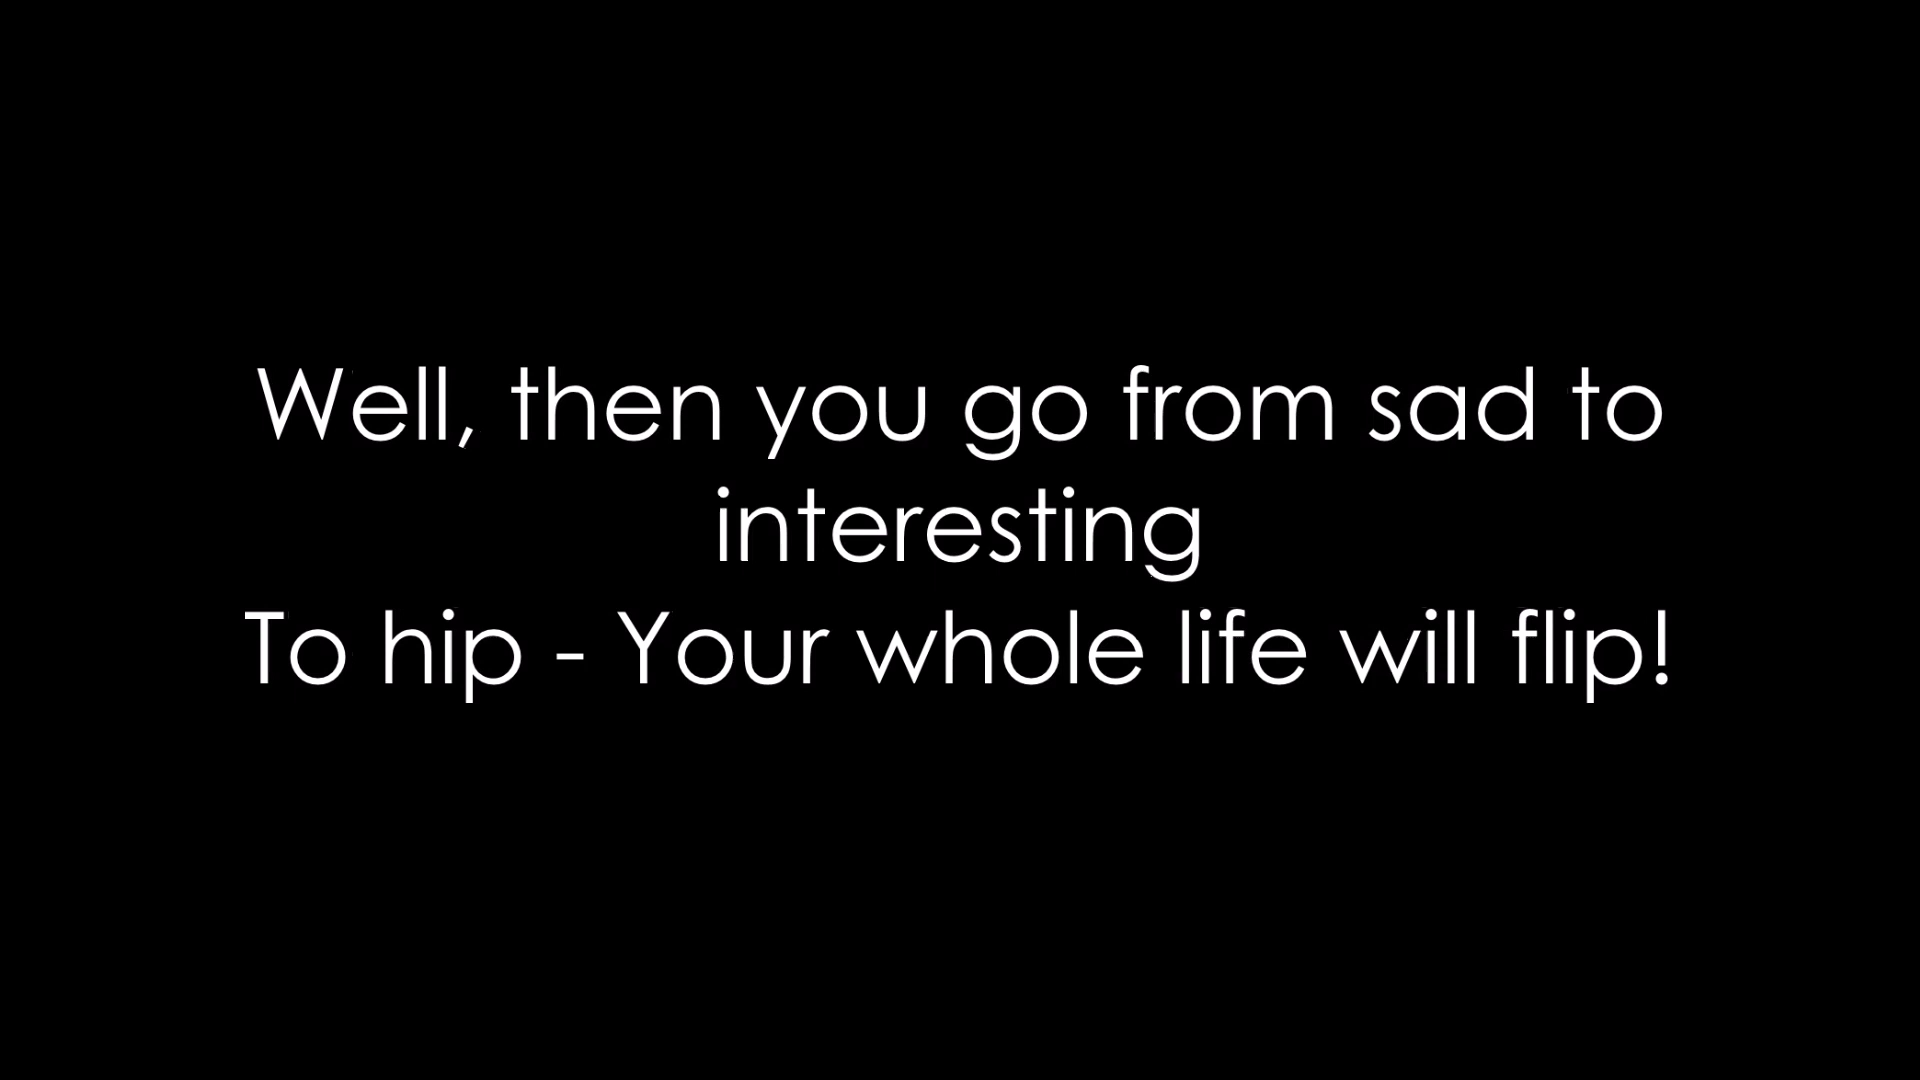 Well, then you go from sad to
interesting
To hip - Your whole life will flip!